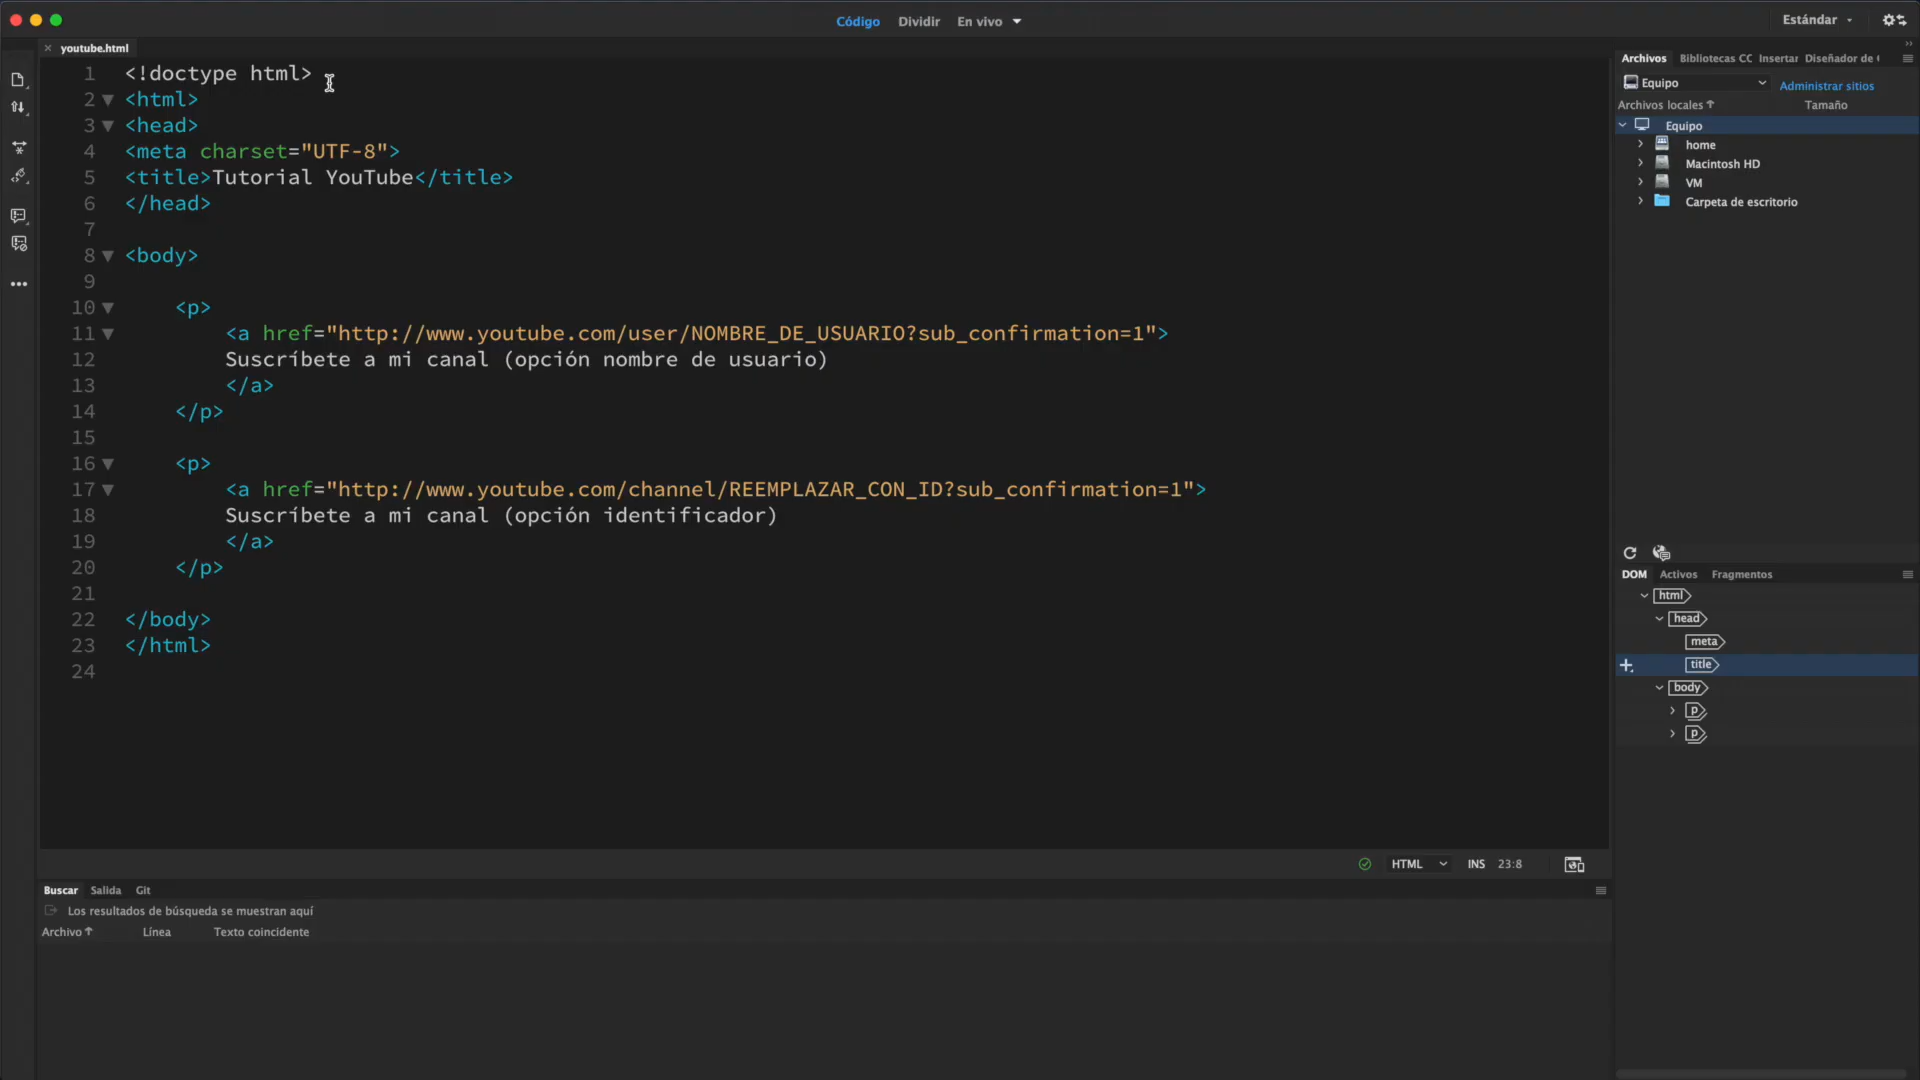 Código Dividir En vivo
Estándar
youtube.html
1 <!doctype html>
2 <html>
3 <head>
4 <meta charset="UTF-8">
5 <title>Tutorial YouTube</title>
6 </head>
7
8 <body>
9
10 <p>
11 <a href="http://www.youtube.com/user/NOMBRE_DE_USUARIO?sub_confirmation=1">
12 Suscríbete a mi canal (opción nombre de usuario)
13 </a>
14 </p>
15
16 <p>
17 <a href="http://www.youtube.com/channel/REEMPLAZAR_CON_ID?sub_confirmation=1">
18 Suscríbete a mi canal (opción identificador)
19 </a>
20 </p>
21
22 </body>
23 </html>
24
HTML INS 23:8
Buscar Salida Git
Los resultados de búsqueda se muestran aquí
Archivo Línea Texto coincidente
Archivos Bibliotecas CC Insertar Diseñador de
Equipo Administrar sitios
Archivos locales Tamaño
Equipo
home
Macintosh HD
VM
Carpeta de escritorio
DOM Activos Fragmentos
html
head
meta
title
body
p
p